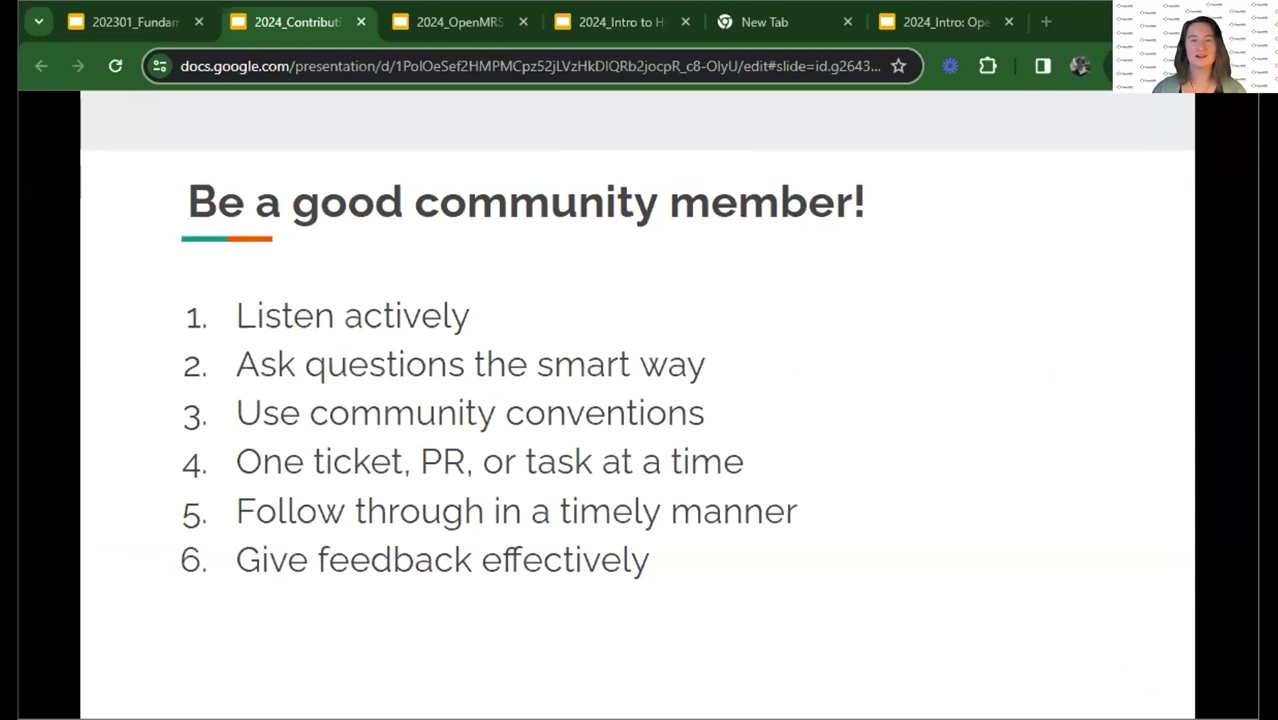 202301_Fundam
2024_Contributi
2024_OpenMRS
2024_Intro to H
New Tab
2024_Intro: Ope
docs.google.com/presentation/d/1PolOeSef2HMPMCpz52jLVzHkDlQRb2jocpR_c8-OlyU/edit#slide=id.g2643...
Be a good community member!
1. Listen actively
2. Ask questions the smart way
3. Use community conventions
4. One ticket, PR, or task at a time
5. Follow through in a timely manner
6. Give feedback effectively